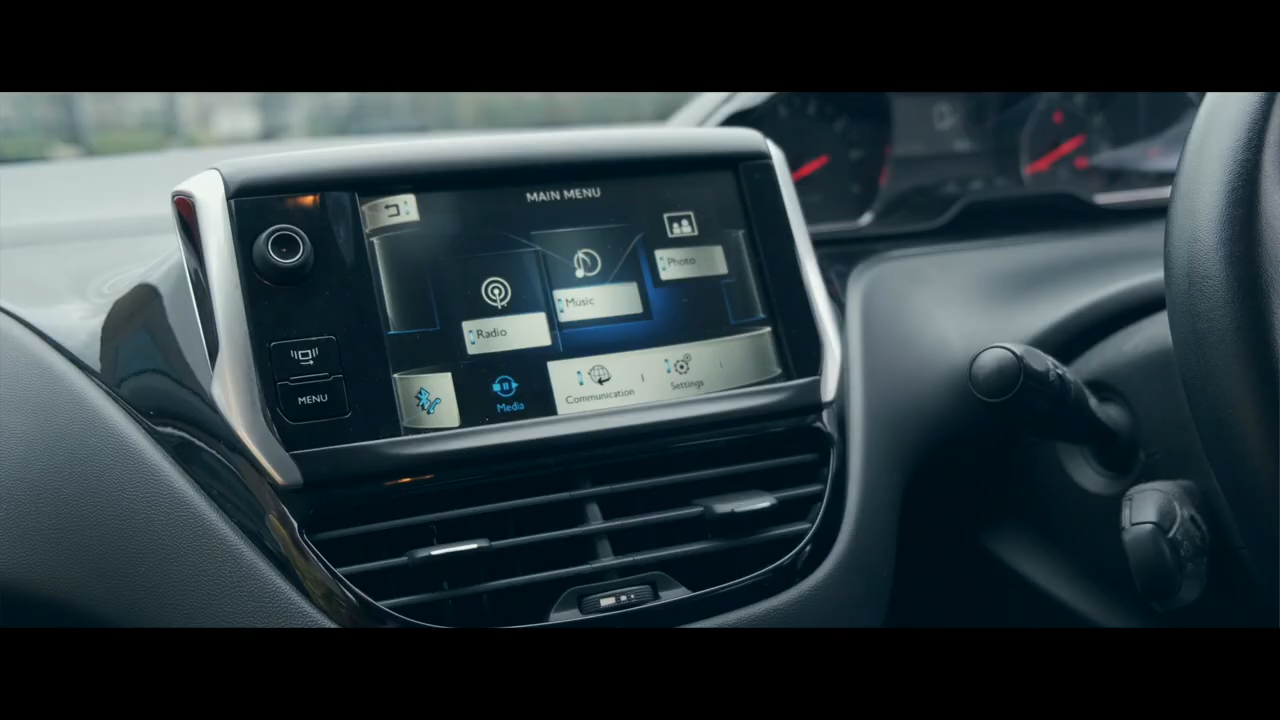 MAIN MENU
Photo
Music
Radio
MENU
Media
Communication
Settings